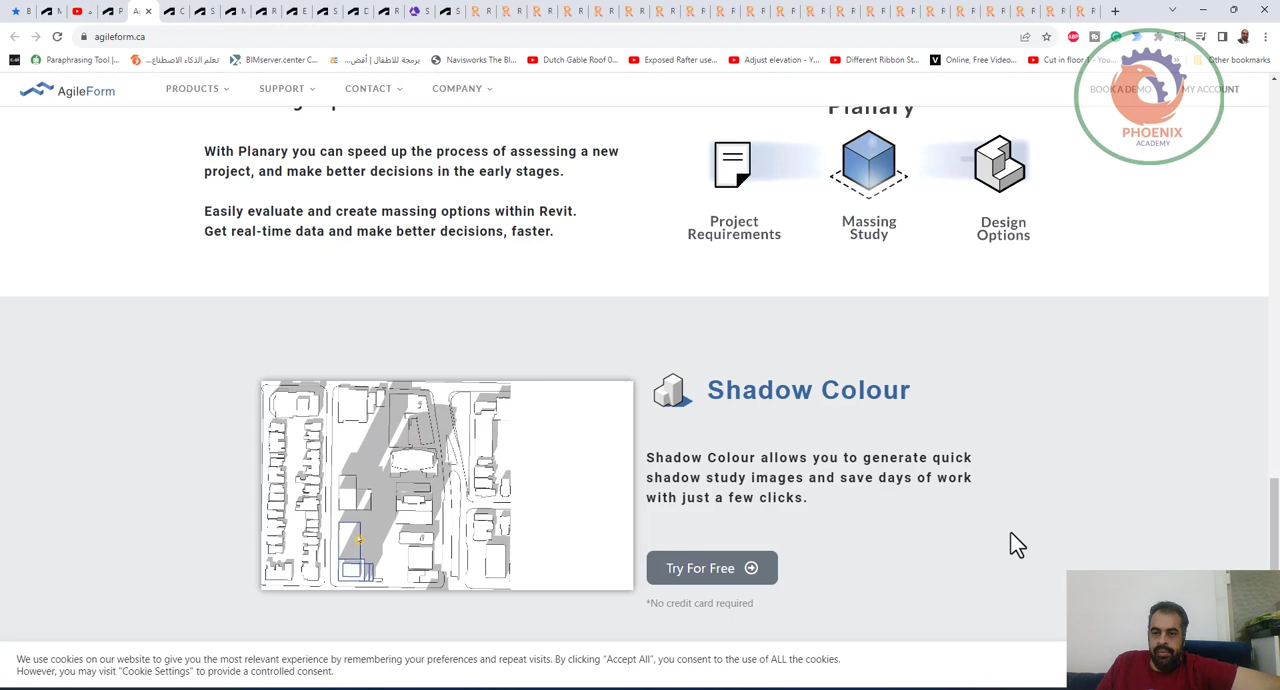 agileform.ca
Paraphrasing Tool |...
تعلم الذكاء الاصطناع...
BIMserver.center C...
برمجة للأطفال | أفض...
Navisworks The Bl...
Dutch Gable Roof 0...
Exposed Rafter use...
Adjust elevation - Y...
Different Ribbon St...
Online, Free Video...
Cut in floor
You...
Other bookmarks
AgileForm
PRODUCTS
SUPPORT
CONTACT
COMPANY
BOOK A DEMO
MY ACCOUNT
PHOENIX
ACADEMY
Planary
With Planary you can speed up the process of assessing a new
project, and make better decisions in the early stages.
Easily evaluate and create massing options within Revit.
Get real-time data and make better decisions, faster.
Project
Requirements
Massing
Study
Design
Options
Shadow Colour
Shadow Colour allows you to generate quick
shadow study images and save days of work
with just a few clicks.
Try For Free
*No credit card required
We use cookies on our website to give you the most relevant experience by remembering your preferences and repeat visits. By clicking "Accept All", you consent to the use of ALL the cookies.
However, you may visit "Cookie Settings" to provide a controlled consent.